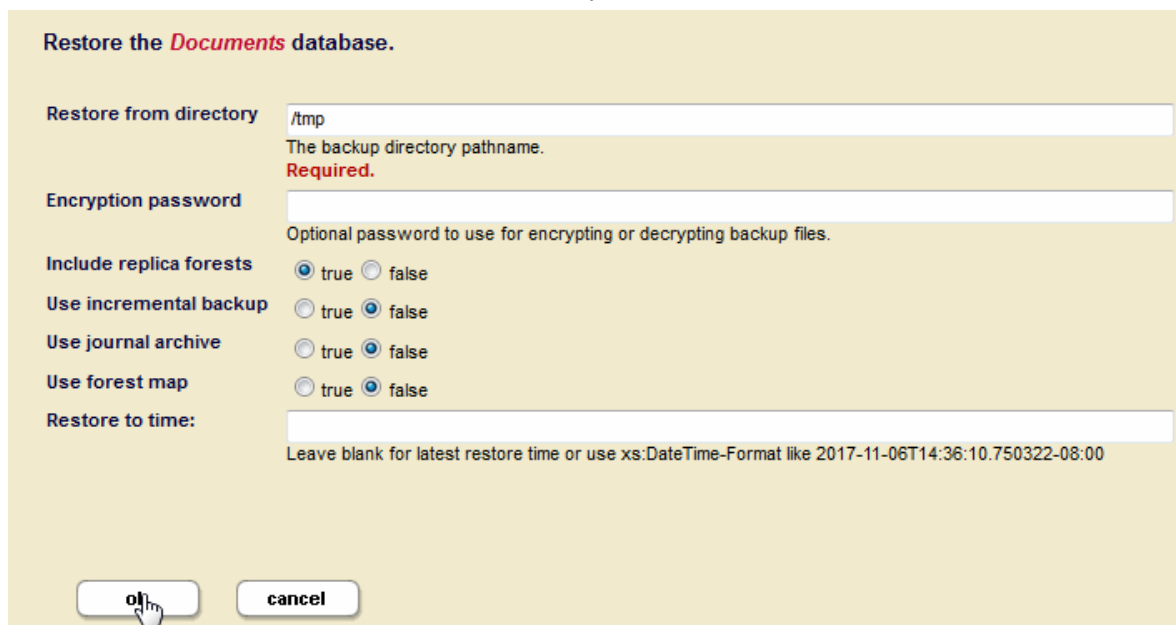 Restore the Documents database.
Restore from directory
/tmp
The backup directory pathname.
Required.
Encryption password
Optional password to use for encrypting or decrypting backup files.
Include replica forests
true false
Use incremental backup
true false
Use journal archive
true false
Use forest map
true false
Restore to time:
Leave blank for latest restore time or use xs:DateTime-Format like 2017-11-06T14:36:10.750322-08:00
ok cancel